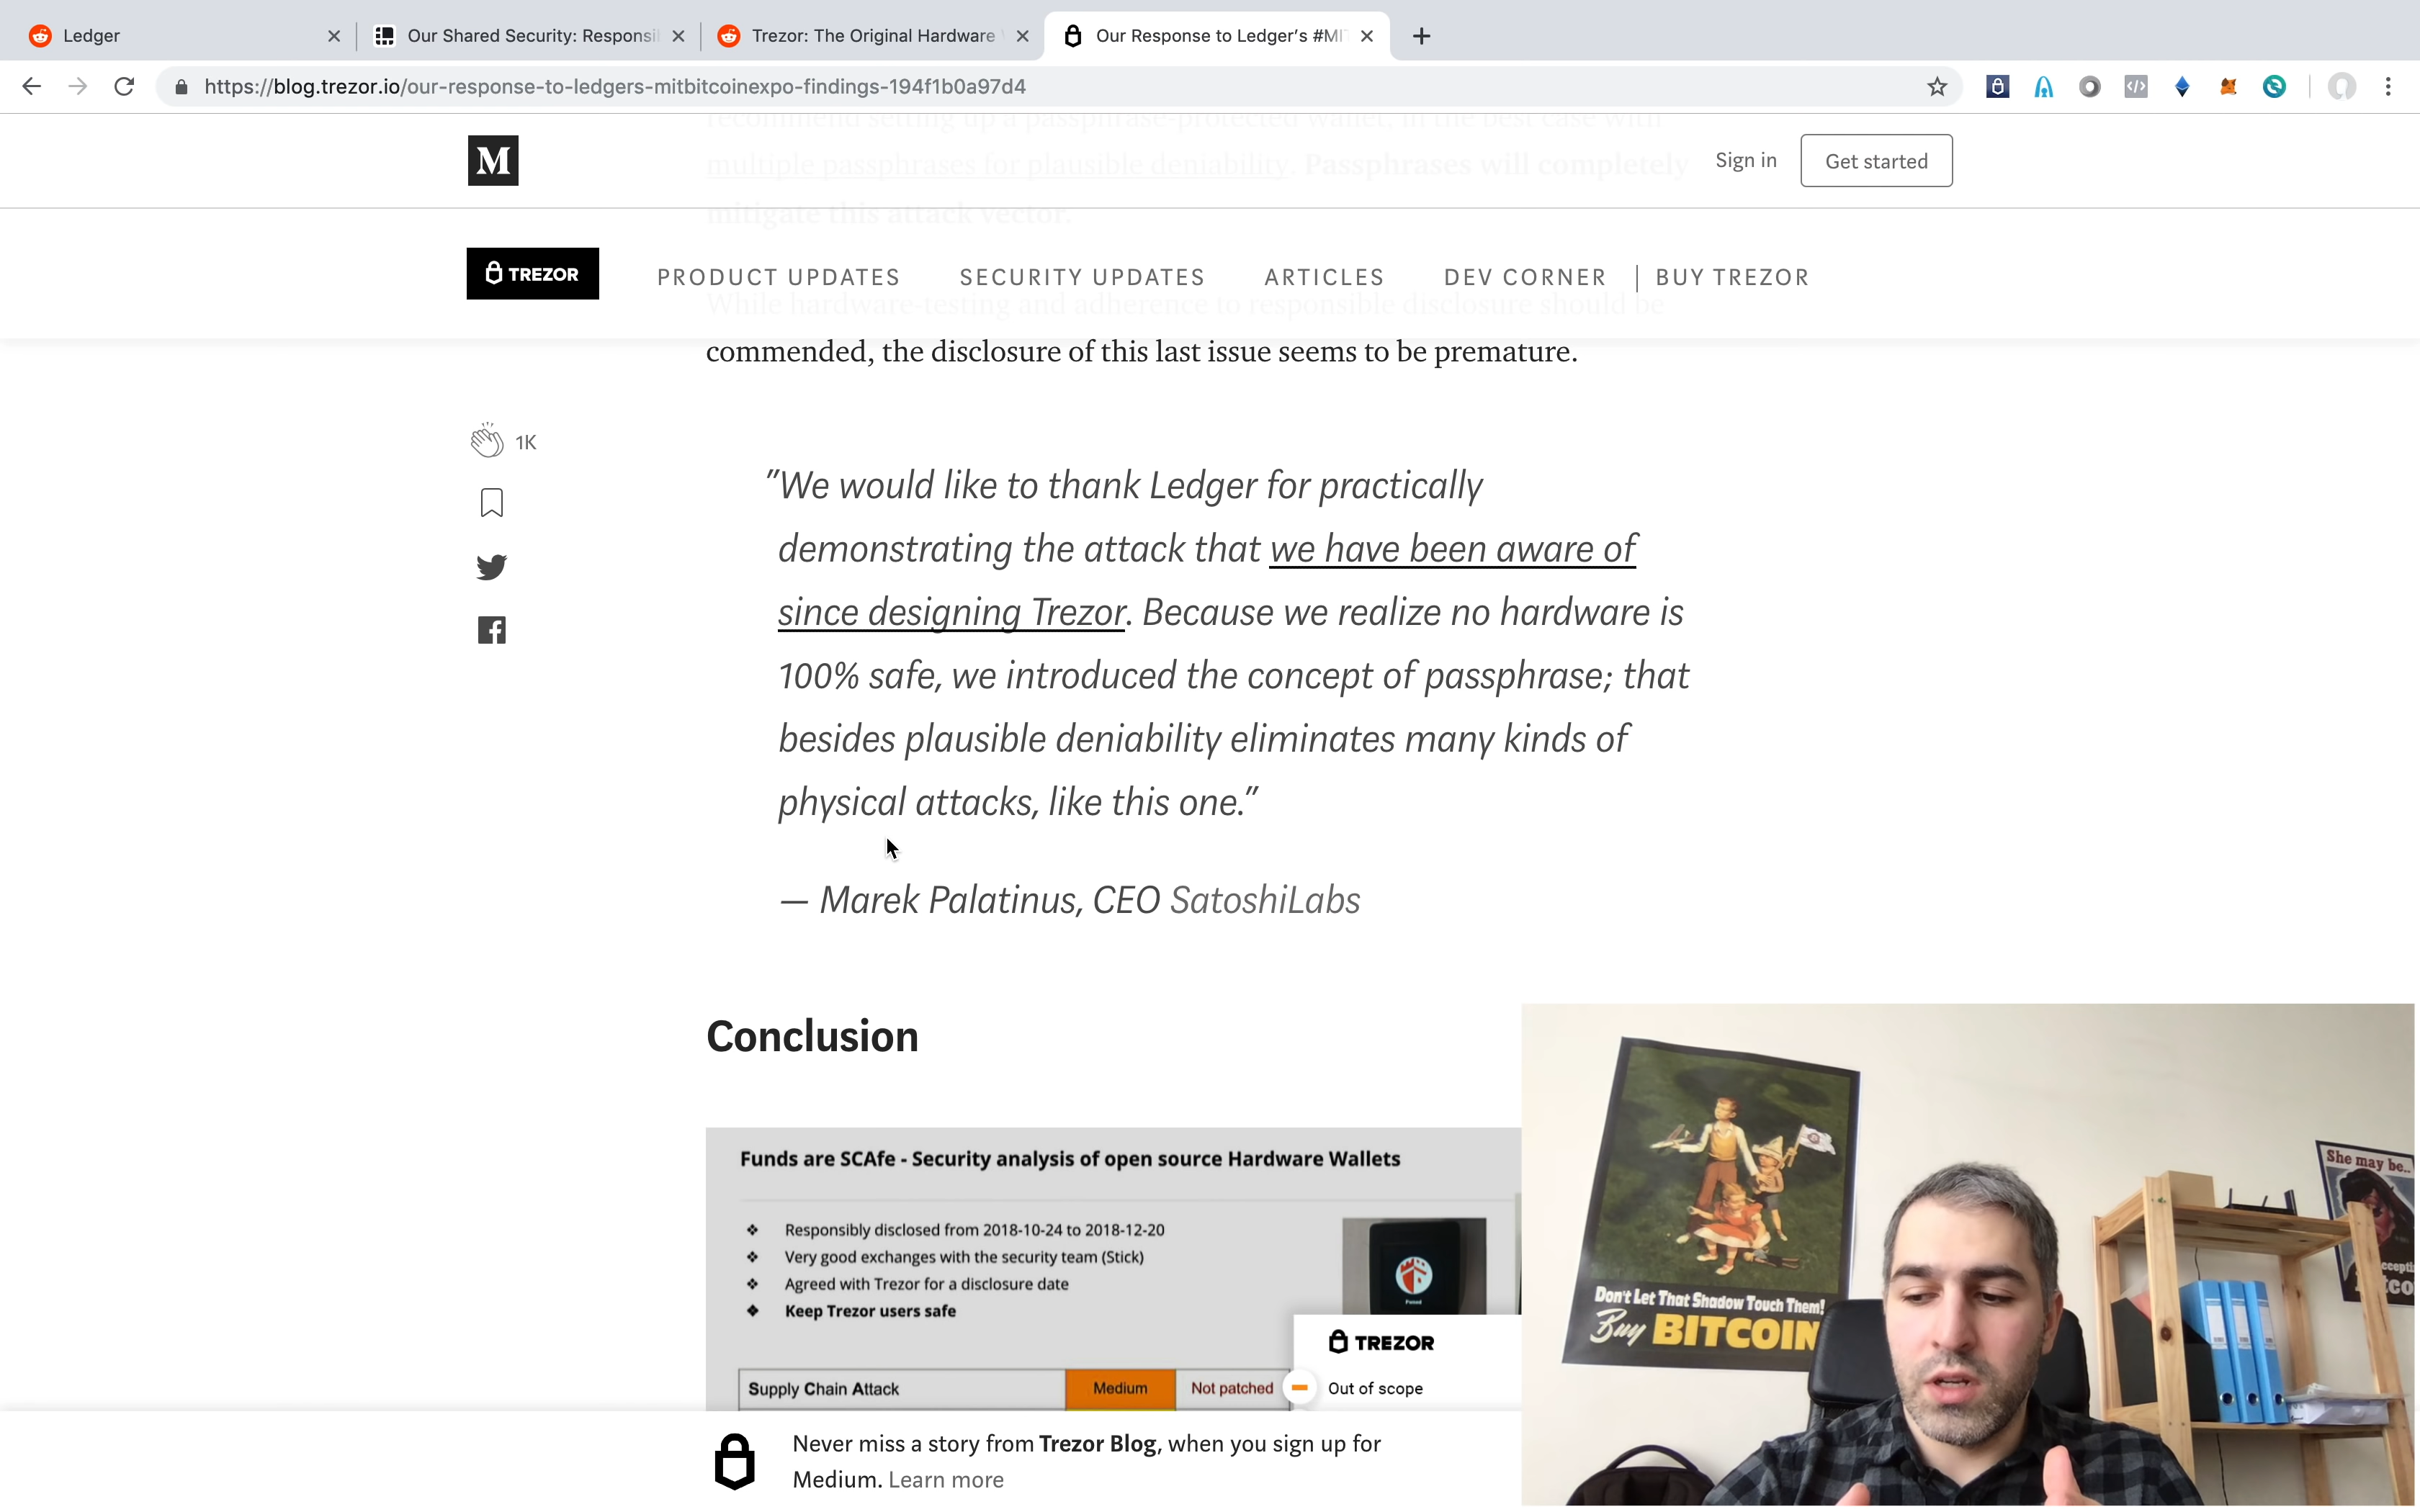 Ledger
Our Shared Security: Responsi
Trezor: The Original Hardware
Our Response to Ledger's #MIT
https://blog.trezor.io/our-response-to-ledgers-mitbitcoinexpo-findings-194f1b0a97d4
recommend setting up a passphrase-protected wallet, in the best case with
multiple passphrases for plausible deniability. Passphrases will completely
mitigate this attack vector.
M
Sign in
Get started
TREZOR
PRODUCT UPDATES
SECURITY UPDATES
ARTICLES
DEV CORNER
BUY TREZOR
While hardware-testing and adherence to responsible disclosure should be
commended, the disclosure of this last issue seems to be premature.
1K
"We would like to thank Ledger for practically
demonstrating the attack that we have been aware of
since designing Trezor. Because we realize no hardware is
100% safe, we introduced the concept of passphrase; that
besides plausible deniability eliminates many kinds of
physical attacks, like this one."
— Marek Palatinus, CEO SatoshiLabs
Conclusion
Funds are SCAfe - Security analysis of open source Hardware Wallets
❖ Responsibly disclosed from 2018-10-24 to 2018-12-20
❖ Very good exchanges with the security team (Stick)
❖ Agreed with Trezor for a disclosure date
❖ Keep Trezor users safe
TREZOR
Supply Chain Attack
Medium
Not patched
Out of scope
Never miss a story from Trezor Blog, when you sign up for
Medium. Learn more
Don't Let That Shadow Touch Them!
Buy BITCOIN
She may be..